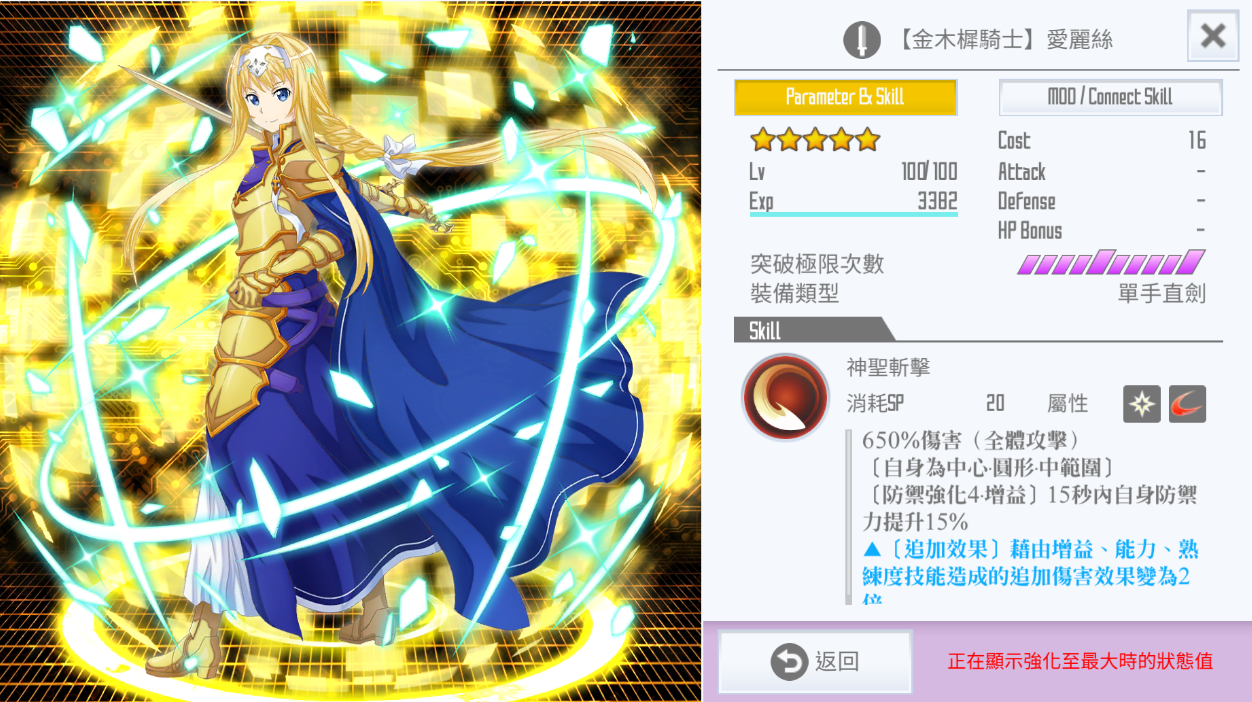 【金木樨騎士】愛麗絲
Parameter & Skill
MOD / Connect Skill
Lv 100/100
Exp 3382
Cost 16
Attack -
Defense -
HP Bonus -
突破極限次數
裝備類型 單手直劍
Skill
神聖斬擊
消耗SP 20 屬性
650%傷害（全體攻擊）
〔自身為中心·圓形·中範圍〕
〔防禦強化4·增益〕15秒內自身防禦
力提升15%
▲〔追加效果〕藉由增益、能力、熟
練度技能造成的追加傷害效果變為2
倍
返回
正在顯示強化至最大時的狀態值